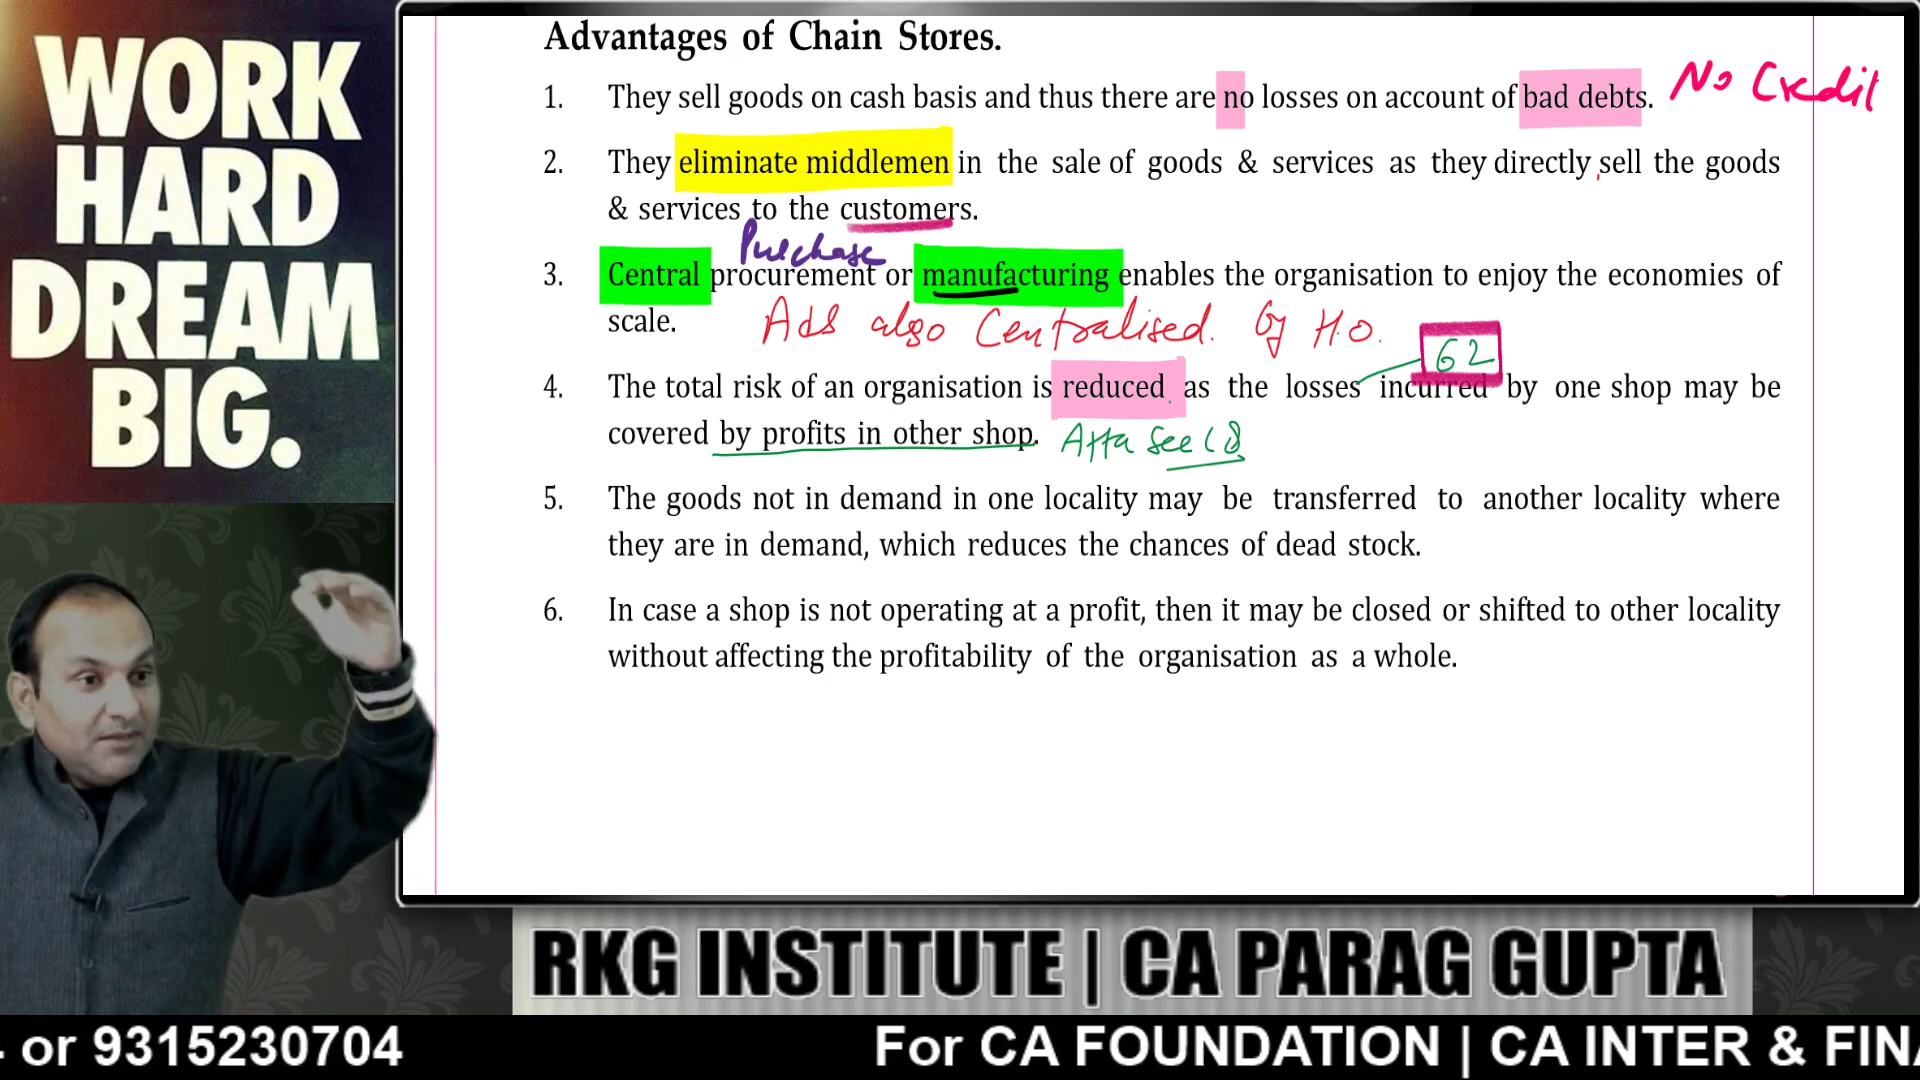 WORK
HARD
DREAM
BIG.
Advantages of Chain Stores.
1. They sell goods on cash basis and thus there are no losses on account of bad debts. No Credit
2. They eliminate middlemen in the sale of goods & services as they directly sell the goods
& services to the customers.
Purchase
3. Central procurement or manufacturing enables the organisation to enjoy the economies of
scale. Ads also Centralised. by H.O.
62
4. The total risk of an organisation is reduced as the losses incurred by one shop may be
covered by profits in other shop. Atta Sec 18
5. The goods not in demand in one locality may be transferred to another locality where
they are in demand, which reduces the chances of dead stock.
6. In case a shop is not operating at a profit, then it may be closed or shifted to other locality
without affecting the profitability of the organisation as a whole.
RKG INSTITUTE | CA PARAG GUPTA
or 9315230704 For CA FOUNDATION | CA INTER & FINA